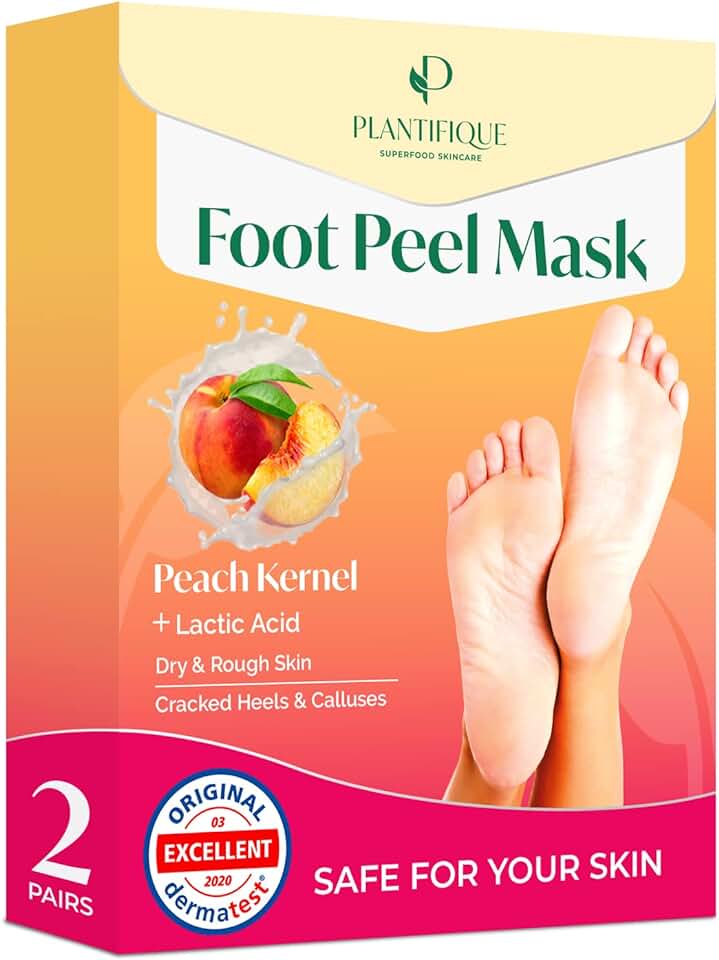 PLANTIFIQUE
SUPERFOOD SKINCARE
Foot Peel Mask
Peach Kernel
+ Lactic Acid
Dry & Rough Skin
Cracked Heels & Calluses
2
PAIRS
ORIGINAL
03
EXCELLENT
2020
dermatest®
SAFE FOR YOUR SKIN